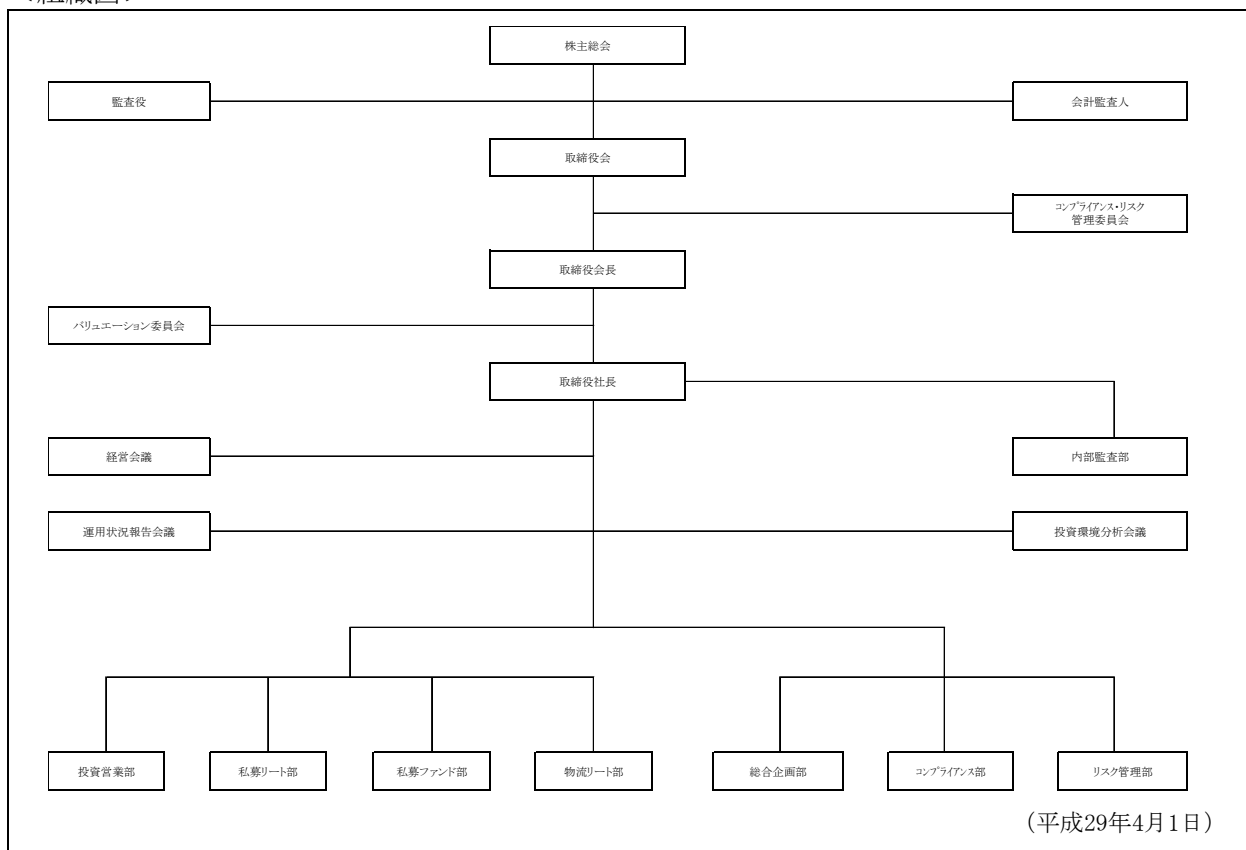 株主総会
監査役
会計監査人
取締役会
コンプライアンス・リスク
管理委員会
取締役会長
バリュエーション委員会
取締役社長
経営会議
内部監査部
運用状況報告会議
投資環境分析会議
投資営業部
私募リート部
私募ファンド部
物流リート部
総合企画部
コンプライアンス部
リスク管理部
（平成29年4月1日）